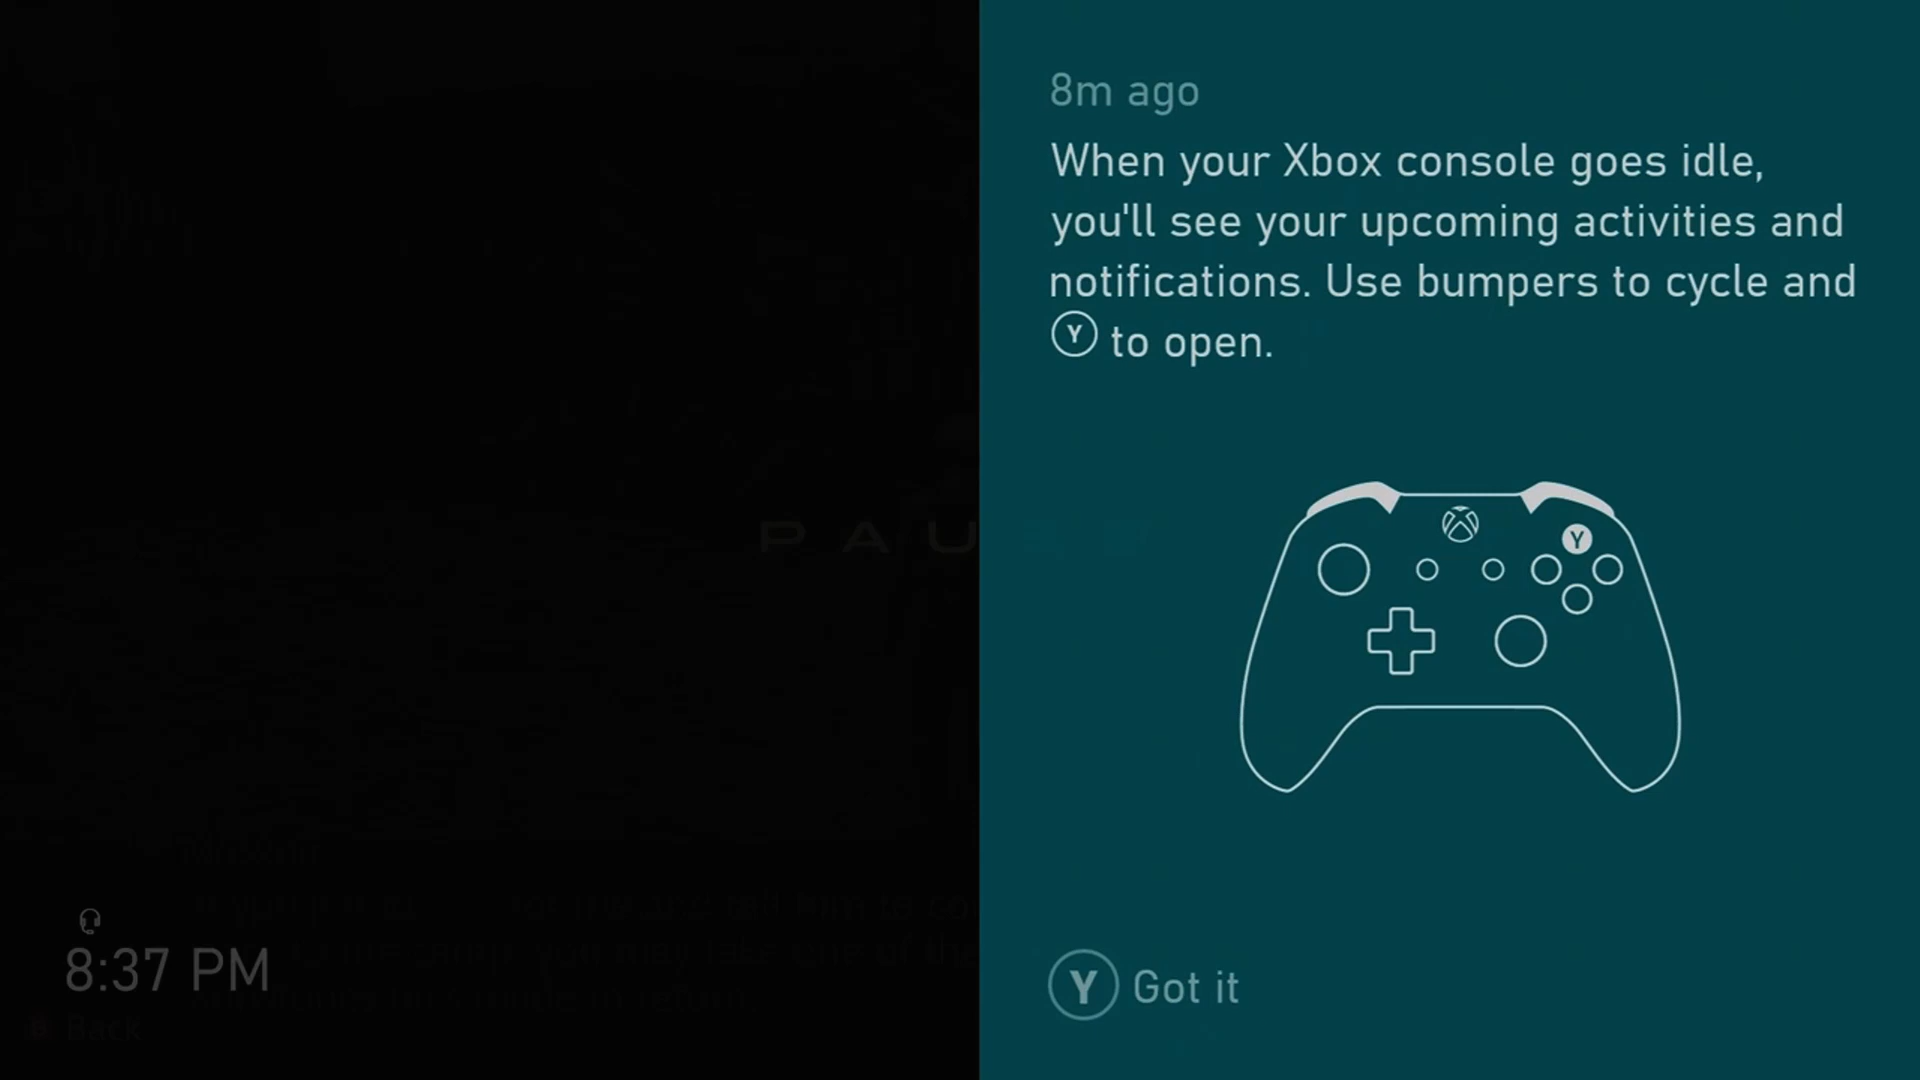 8m ago
When your Xbox console goes idle,
you'll see your upcoming activities and
notifications. Use bumpers to cycle and
Y to open.
Y
P A U
8:37 PM
Back
Y Got it